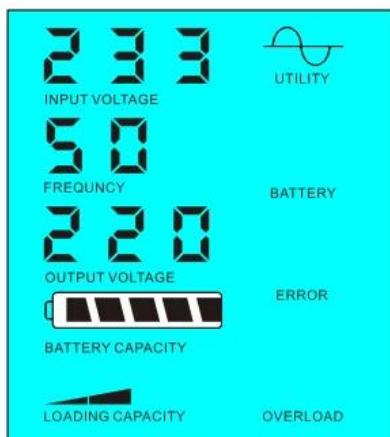 233
INPUT VOLTAGE
UTILITY
50
FREQUNCY
BATTERY
220
OUTPUT VOLTAGE
ERROR
BATTERY CAPACITY
LOADING CAPACITY
OVERLOAD